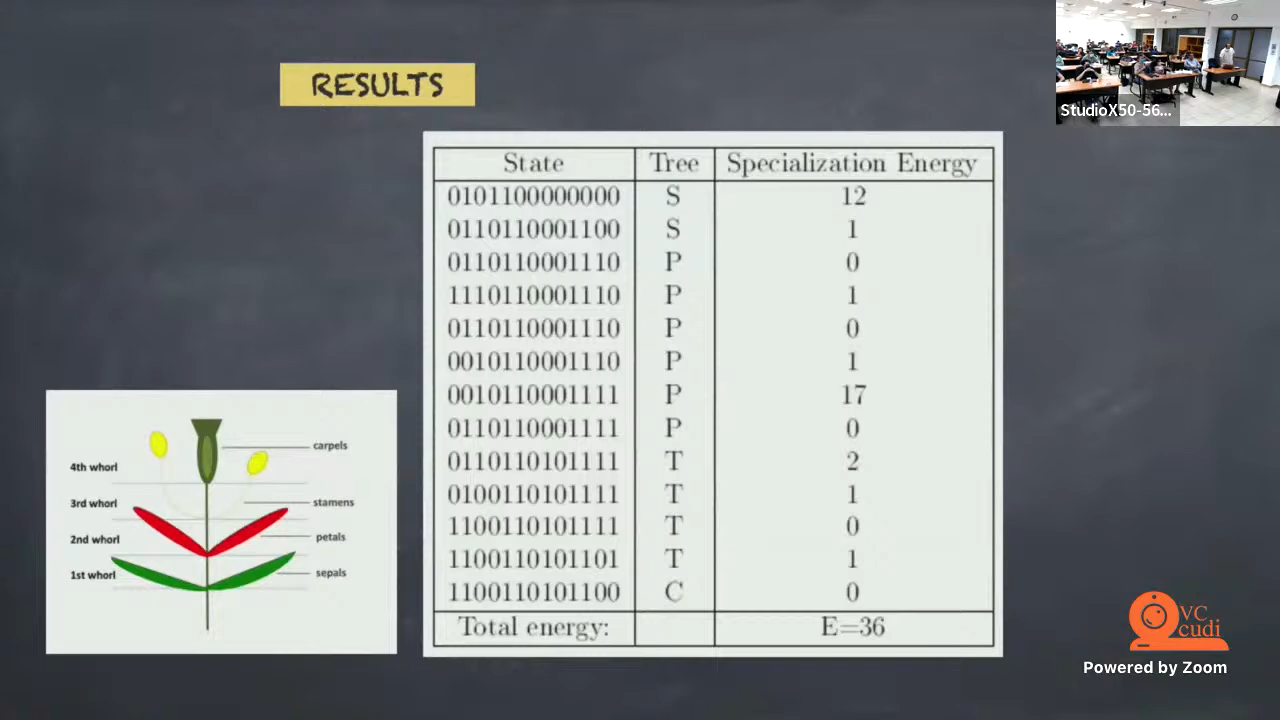 RESULTS
StudioX50-56...
State Tree Specialization Energy
0101100000000 S 12
0110110001100 S 1
0110110001110 P 0
1110110001110 P 1
0110110001110 P 0
0010110001110 P 1
0010110001111 P 17
0110110001111 P 0
0110110101111 T 2
0100110101111 T 1
1100110101111 T 0
1100110101101 T 1
1100110101100 C 0
Total energy: E=36
carpels
4th whorl
3rd whorl stamens
2nd whorl petals
1st whorl sepals
VC
cudi
Powered by Zoom